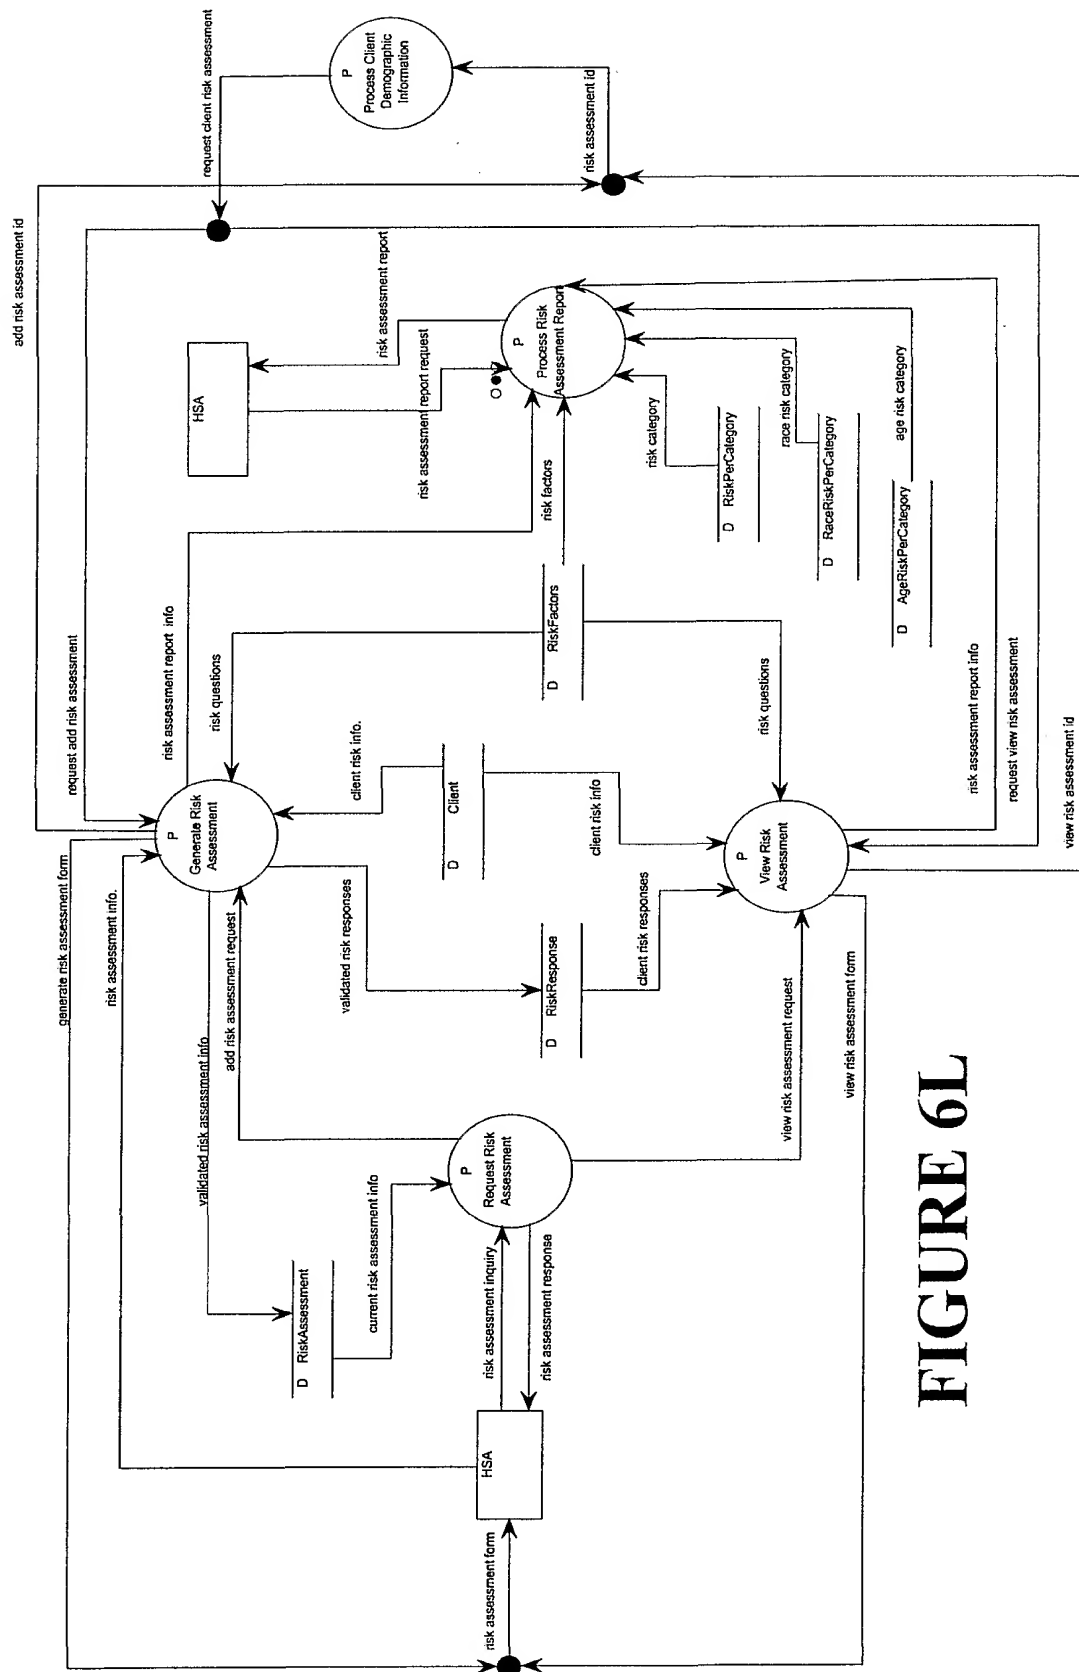 generate risk assessment form
risk assessment form
view risk assessment form
HSA
risk assessment info.
risk assessment inquiry
risk assessment response
D RiskAssessment
validated risk assessment info
current risk assessment info
P
Request Risk
Assessment
add risk assessment request
view risk assessment request
P
Generate Risk
Assessment
validated risk responses
D RiskResponse
client risk responses
D Client
client risk info.
client risk info
P
View Risk
Assessment
add risk assessment id
request add risk assessment
risk assessment report info
risk questions
D RiskFactors
risk questions
risk factors
HSA
risk assessment report request
risk assessment report
P
Process Risk
Assessment Report
risk category
D RiskPerCategory
race risk category
D RaceRiskPerCategory
age risk category
D AgeRiskPerCategory
risk assessment report info
request view risk assessment
view risk assessment id
request client risk assessment
P
Process Client
Demographic
Information
risk assessment id
FIGURE 6L